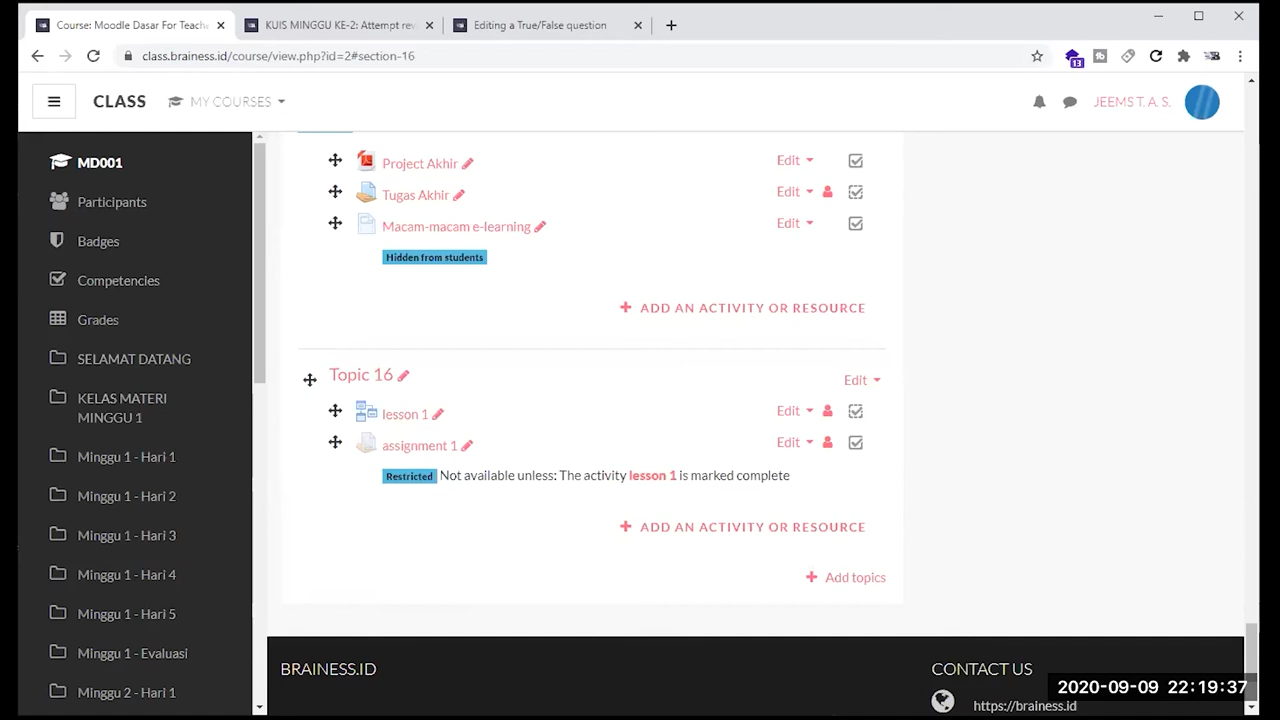 Course: Moodle Dasar For Teache
KUIS MINGGU KE-2: Attempt rev
Editing a True/False question
class.brainess.id/course/view.php?id=2#section-16
13
CLASS
MY COURSES
JEEMS T. A. S.
MD001
Participants
Badges
Competencies
Grades
SELAMAT DATANG
KELAS MATERI
MINGGU 1
Minggu 1 - Hari 1
Minggu 1 - Hari 2
Minggu 1 - Hari 3
Minggu 1 - Hari 4
Minggu 1 - Hari 5
Minggu 1 - Evaluasi
Minggu 2 - Hari 1
Project Akhir
Edit
Tugas Akhir
Edit
Macam-macam e-learning
Edit
Hidden from students
ADD AN ACTIVITY OR RESOURCE
Topic 16
Edit
lesson 1
Edit
assignment 1
Edit
Restricted Not available unless: The activity lesson 1 is marked complete
ADD AN ACTIVITY OR RESOURCE
Add topics
BRAINESS.ID
CONTACT US
https://brainess.id
2020-09-09 22:19:37